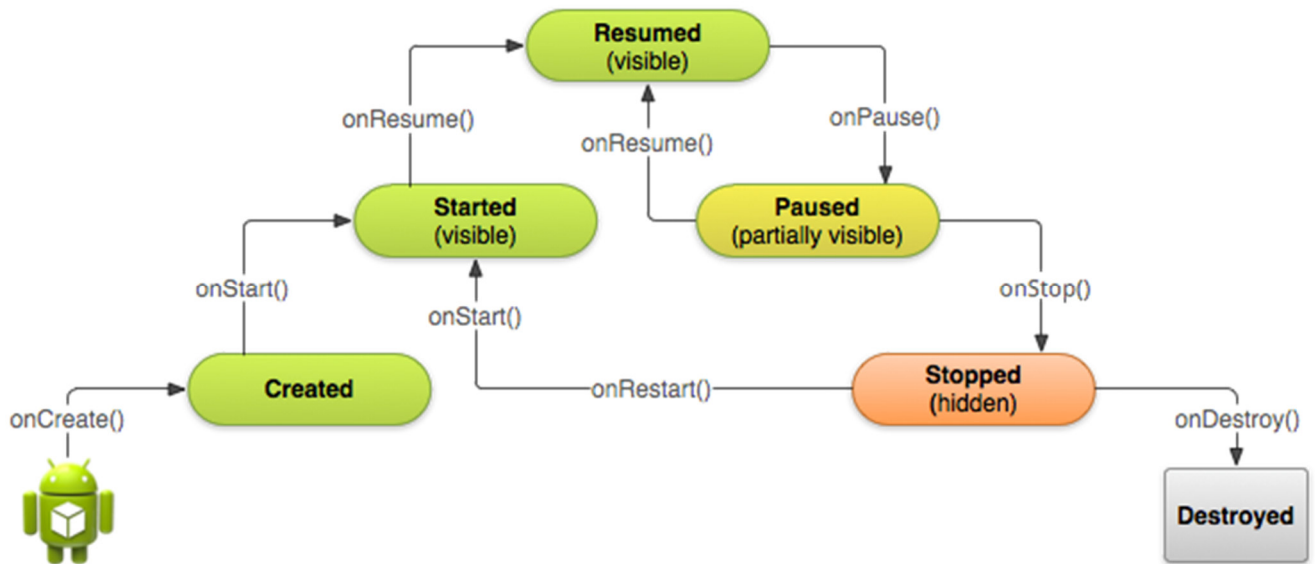 Resumed
(visible)
onResume()
onResume()
onPause()
Started
(visible)
Paused
(partially visible)
onStart()
onStart()
onStop()
Created
onRestart()
Stopped
(hidden)
onCreate()
onDestroy()
Destroyed